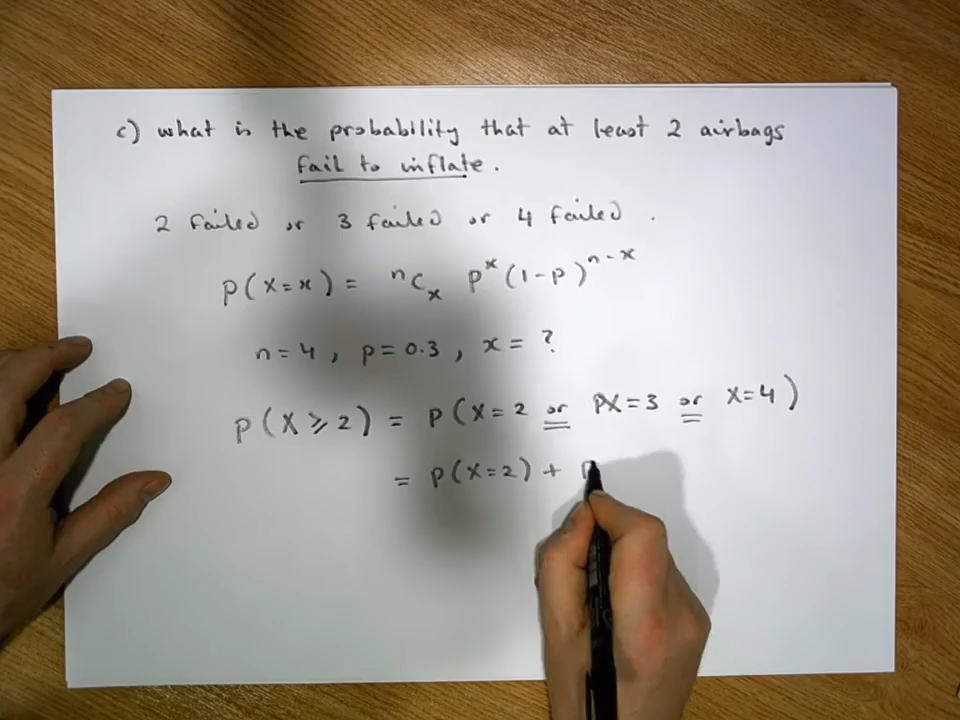 c) what is the probability that at least 2 airbags
fail to inflate.
2 failed or 3 failed or 4 failed .
P(X=x) = ⁿCₓ pˣ(1-p)ⁿ⁻ˣ
n=4, p=0.3, x= ?
P(X⩾2) = P(X=2 or PX=3 or X=4)
= P(X=2) + P